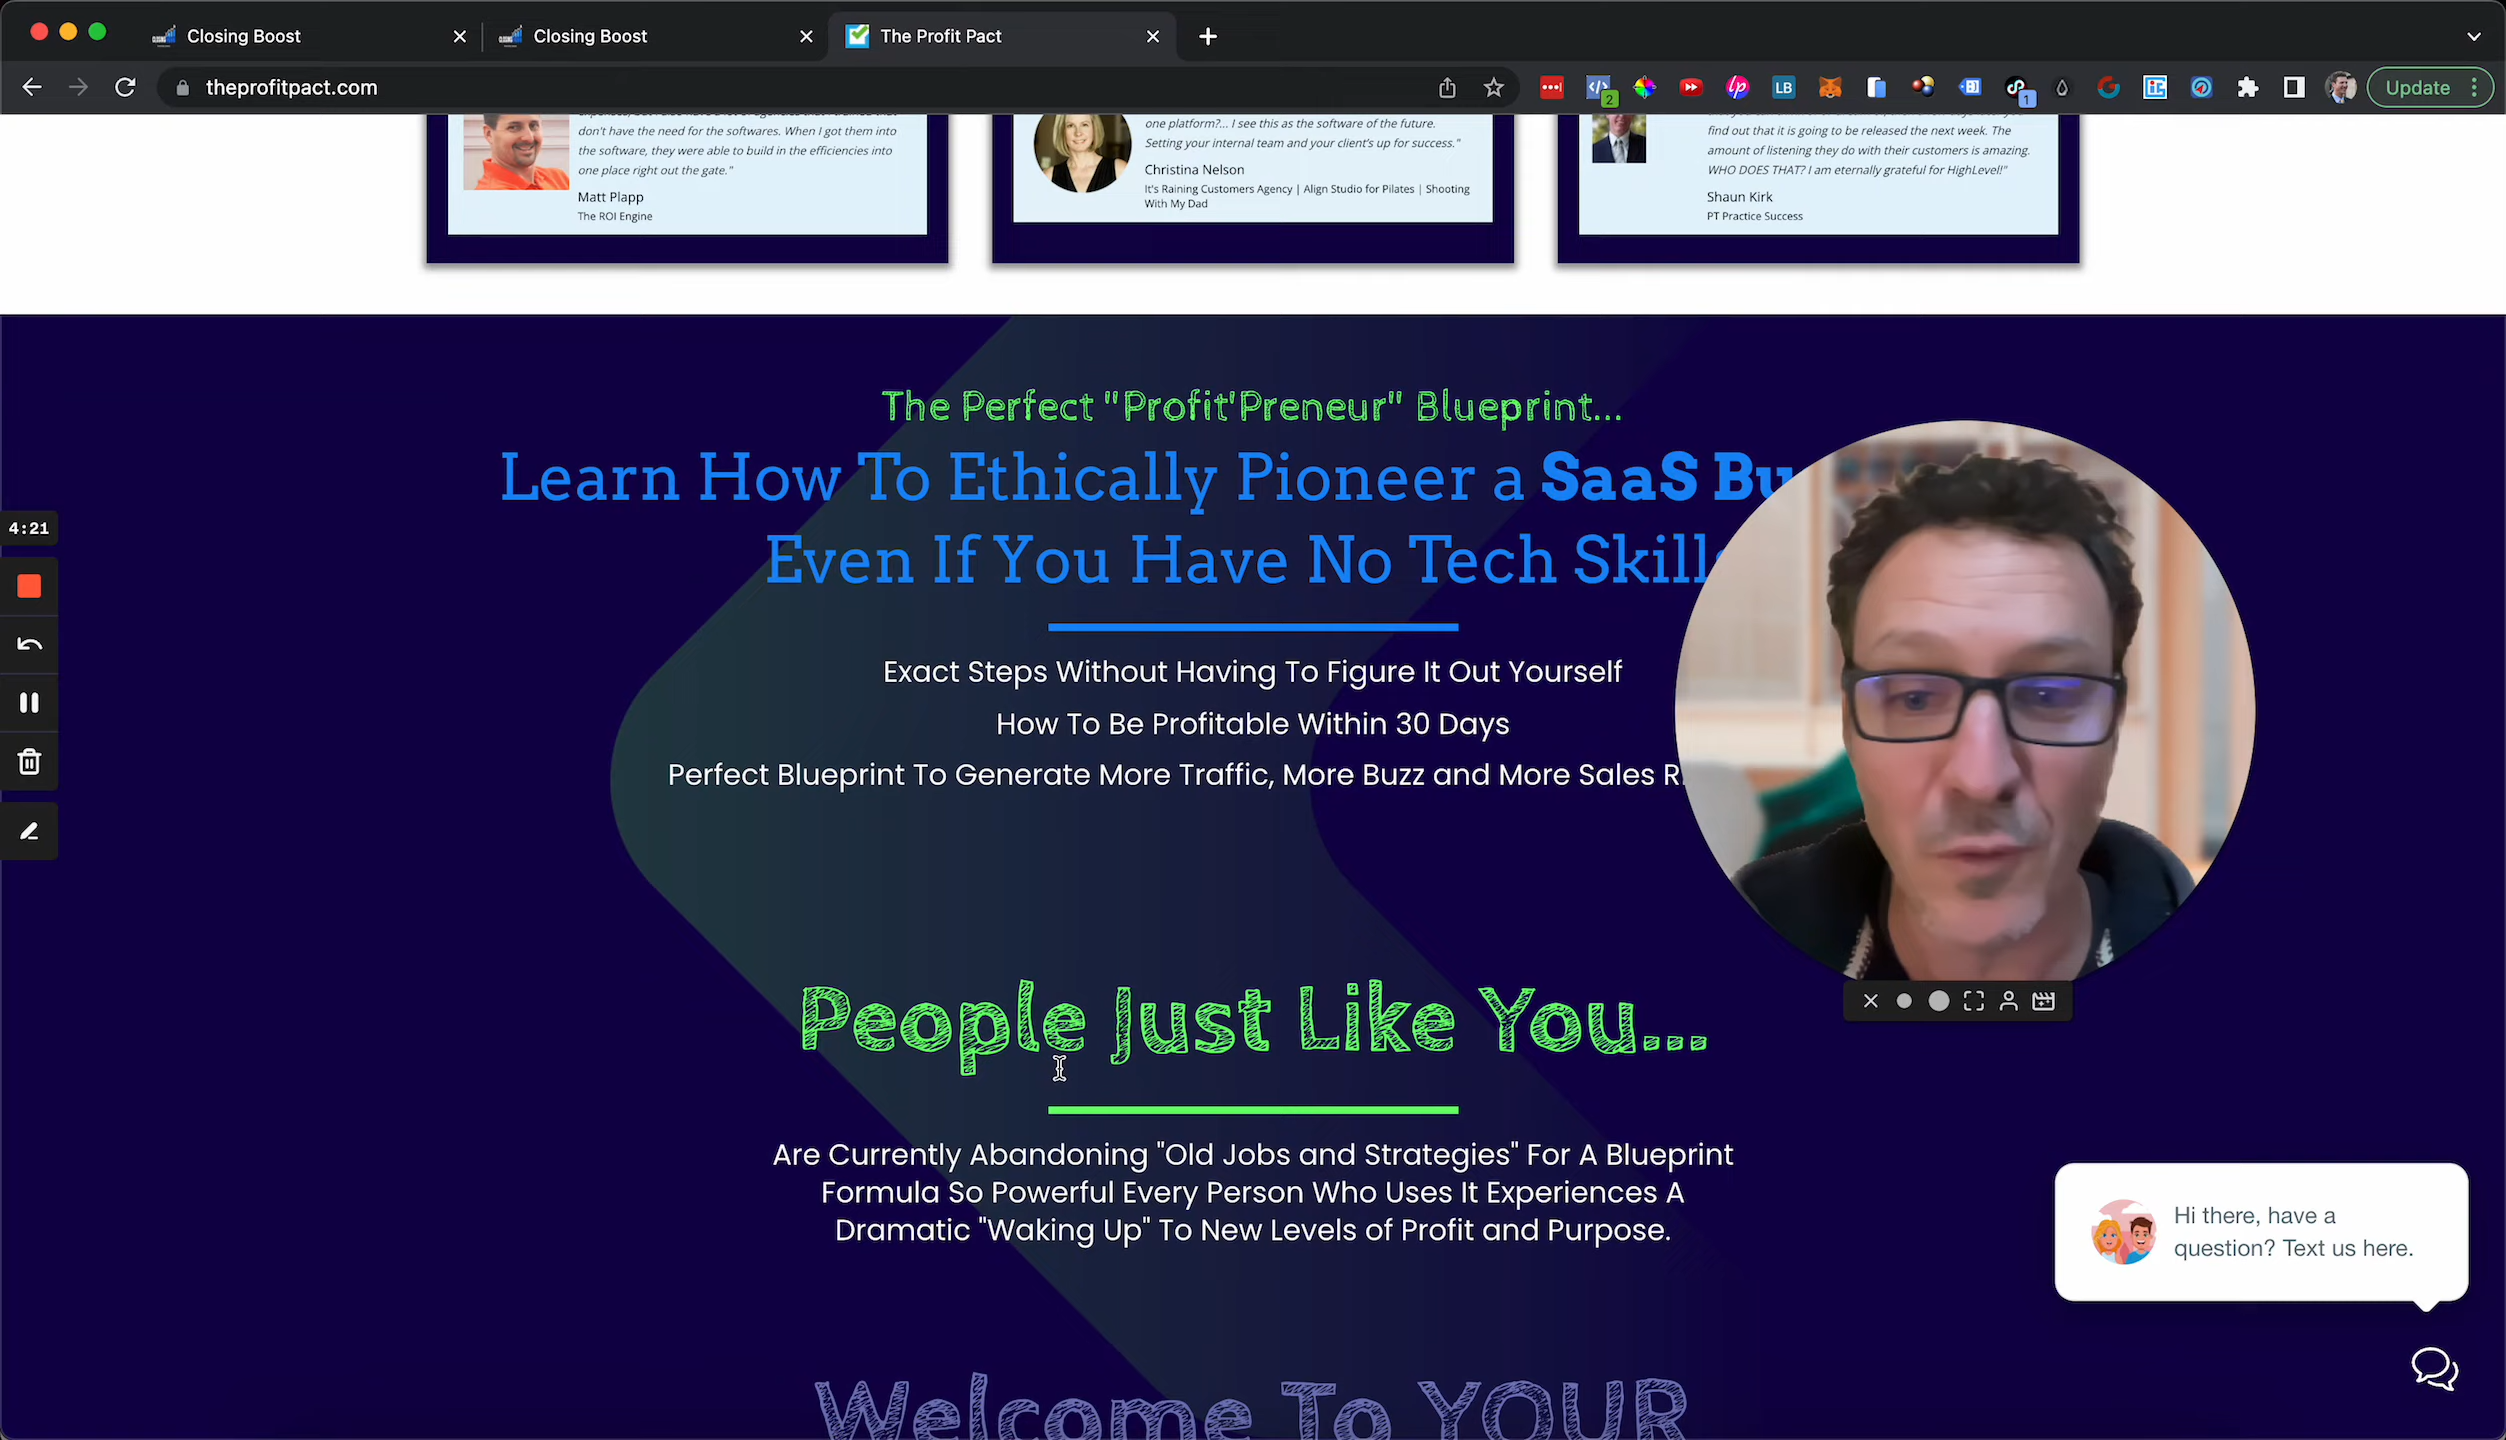 Closing Boost
Closing Boost
The Profit Pact
theprofitpact.com
Update
2
LB
1
don't have the need for the softwares. When I got them into
the software, they were able to build in the efficiencies into
one place right out the gate."
Matt Plapp
The ROI Engine
one platform?... I see this as the software of the future.
Setting your internal team and your client's up for success."
Christina Nelson
It's Raining Customers Agency | Align Studio for Pilates | Shooting
With My Dad
find out that it is going to be released the next week. The
amount of listening they do with their customers is amazing.
WHO DOES THAT? I am eternally grateful for HighLevel!"
Shaun Kirk
PT Practice Success
The Perfect "Profit'Preneur" Blueprint...
Learn How To Ethically Pioneer a SaaS Bu
Even If You Have No Tech Skill
4:21
Exact Steps Without Having To Figure It Out Yourself
How To Be Profitable Within 30 Days
Perfect Blueprint To Generate More Traffic, More Buzz and More Sales R
People Just Like You...
Are Currently Abandoning "Old Jobs and Strategies" For A Blueprint
Formula So Powerful Every Person Who Uses It Experiences A
Dramatic "Waking Up" To New Levels of Profit and Purpose.
Hi there, have a
question? Text us here.
Welcome To YOUR